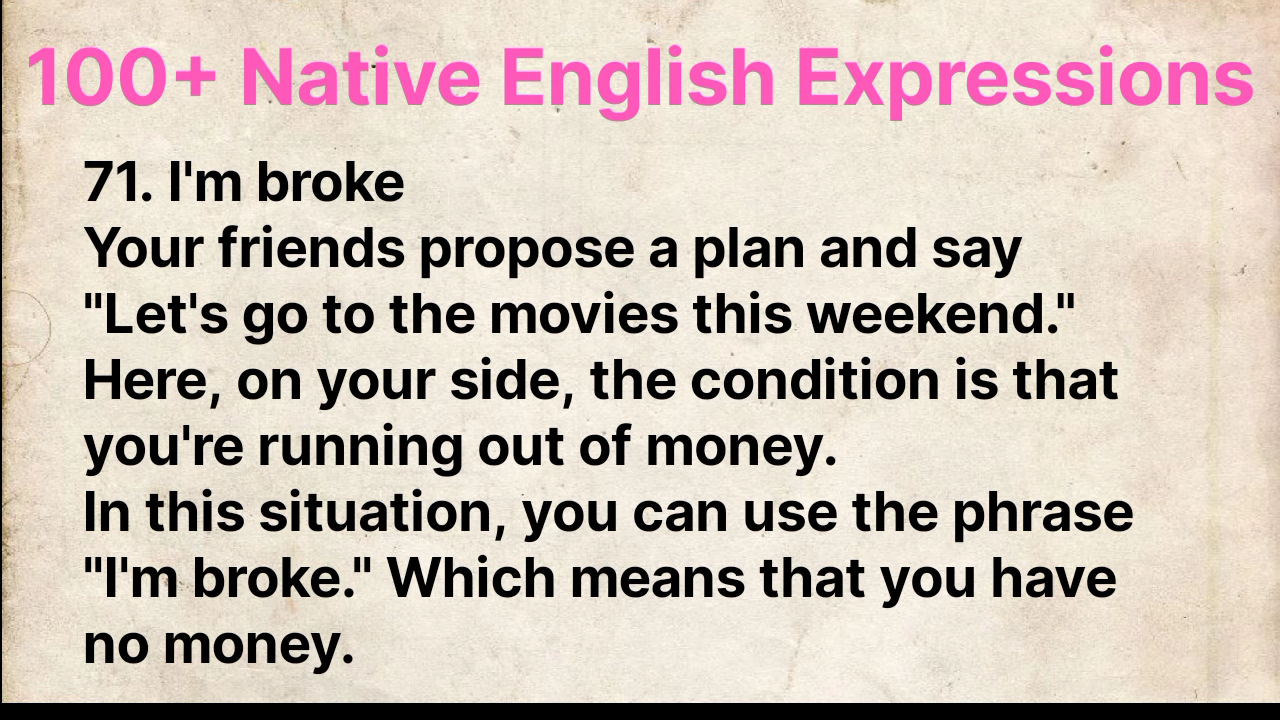 100+ Native English Expressions
71. I'm broke
Your friends propose a plan and say
"Let's go to the movies this weekend."
Here, on your side, the condition is that
you're running out of money.
In this situation, you can use the phrase
"I'm broke." Which means that you have
no money.